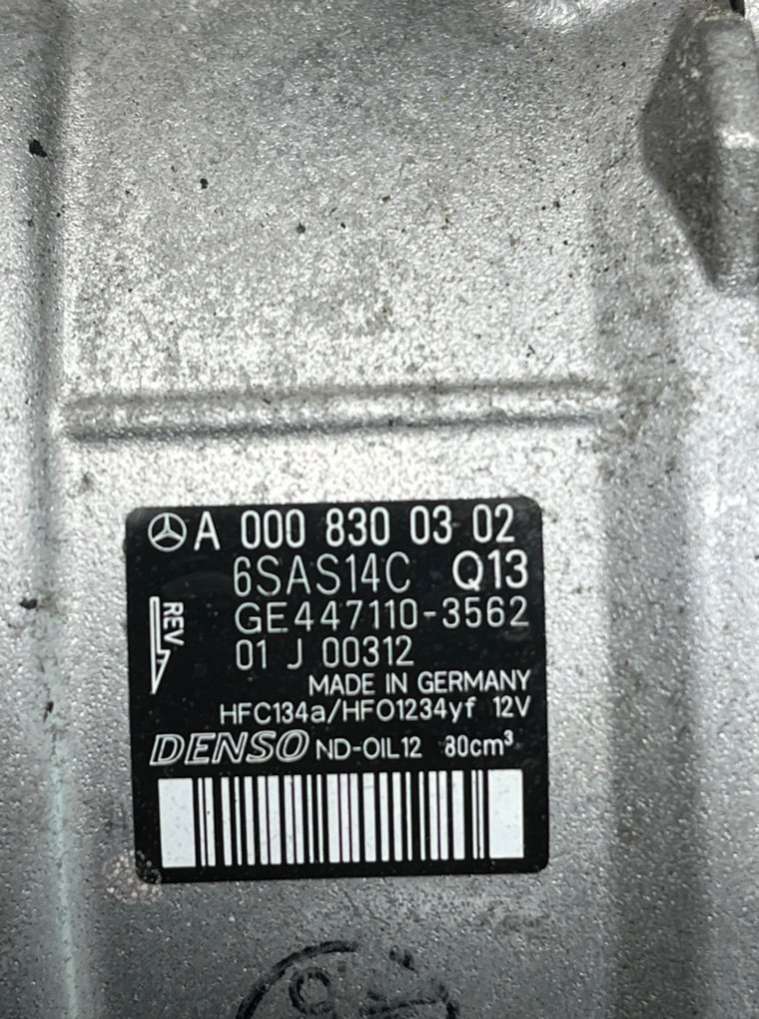 A 000 830 03 02
6SAS14C Q13
GE447110-3562
REV.
01 J 00312
MADE IN GERMANY
HFC134a/HFO1234yf 12V
DENSO ND-OIL12 80cm³